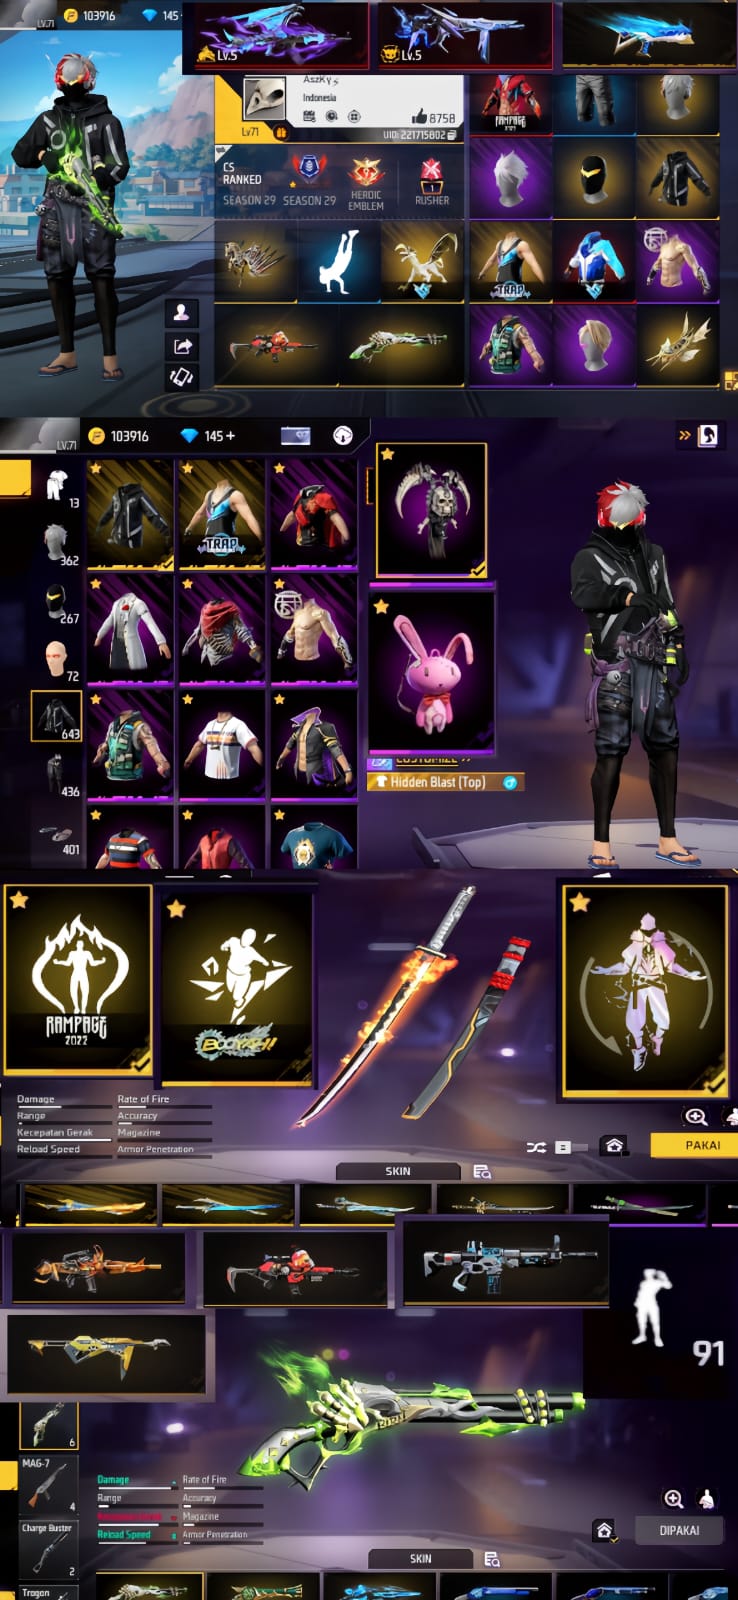 LV.71
103916
145
Lv.5
Lv.5
AszKy
Indonesia
8758
Lv71
UID: 221715802
RAMPAGE
CS
RANKED
SEASON 29
SEASON 29
HEROIC
EMBLEM
1
RUSHER
TRAP
LV.71
103916
145+
13
362
267
72
643
436
401
TRAP
CUSTOMIZE
Hidden Blast (Top)
RAMPAGE
2022
BOOYAH!
Damage
Rate of Fire
Range
Accuracy
Kecepatan Gerak
Magazine
Reload Speed
Armor Penetration
PAKAI
SKIN
91
6
MAG-7
4
Charge Buster
2
Trogon
Damage
Rate of Fire
Range
Accuracy
Magazine
Reload Speed
Armor Penetration
DIPAKAI
SKIN